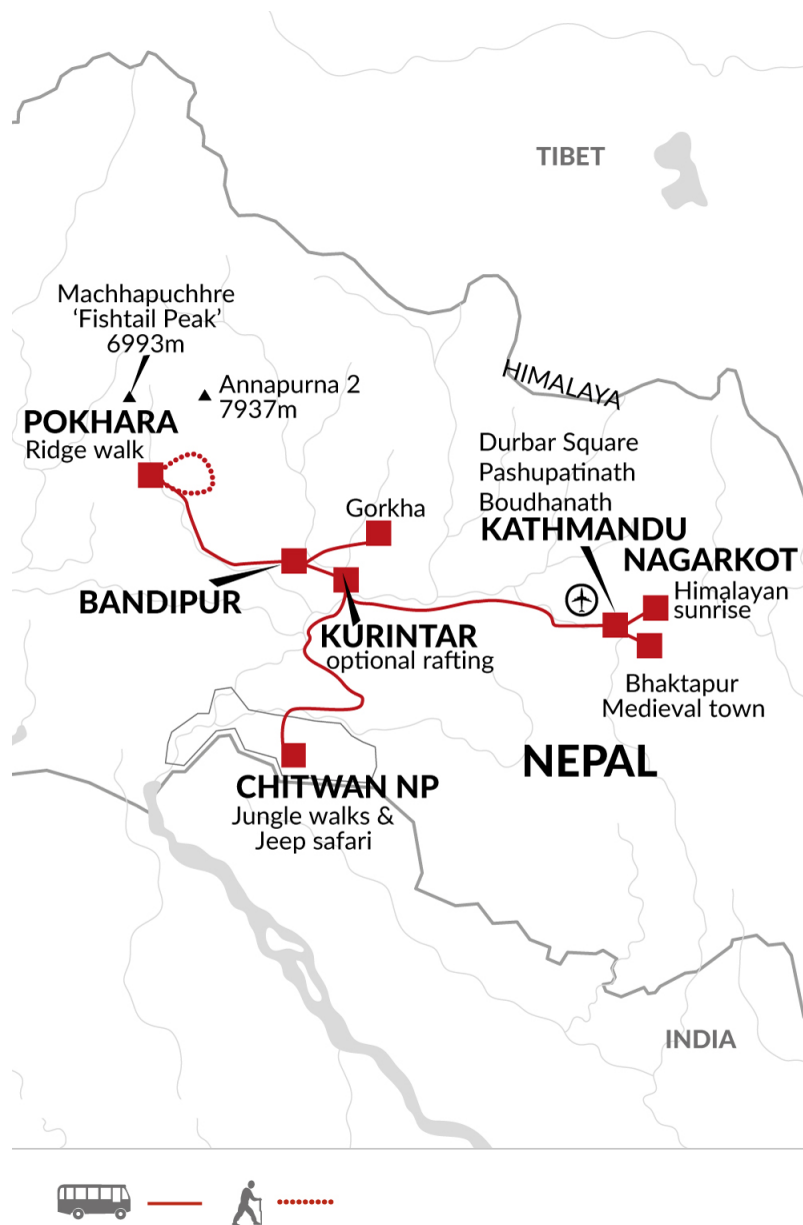 TIBET
Machhapuchhre
‘Fishtail Peak’
6993m
Annapurna 2
7937m
HIMALAYA
POKHARA
Ridge walk
Durbar Square
Pashupatinath
Boudhanath
KATHMANDU
Gorkha
NAGARKOT
Himalayan
sunrise
BANDIPUR
KURINTAR
optional rafting
Bhaktapur
Medieval town
NEPAL
CHITWAN NP
Jungle walks &
Jeep safari
INDIA